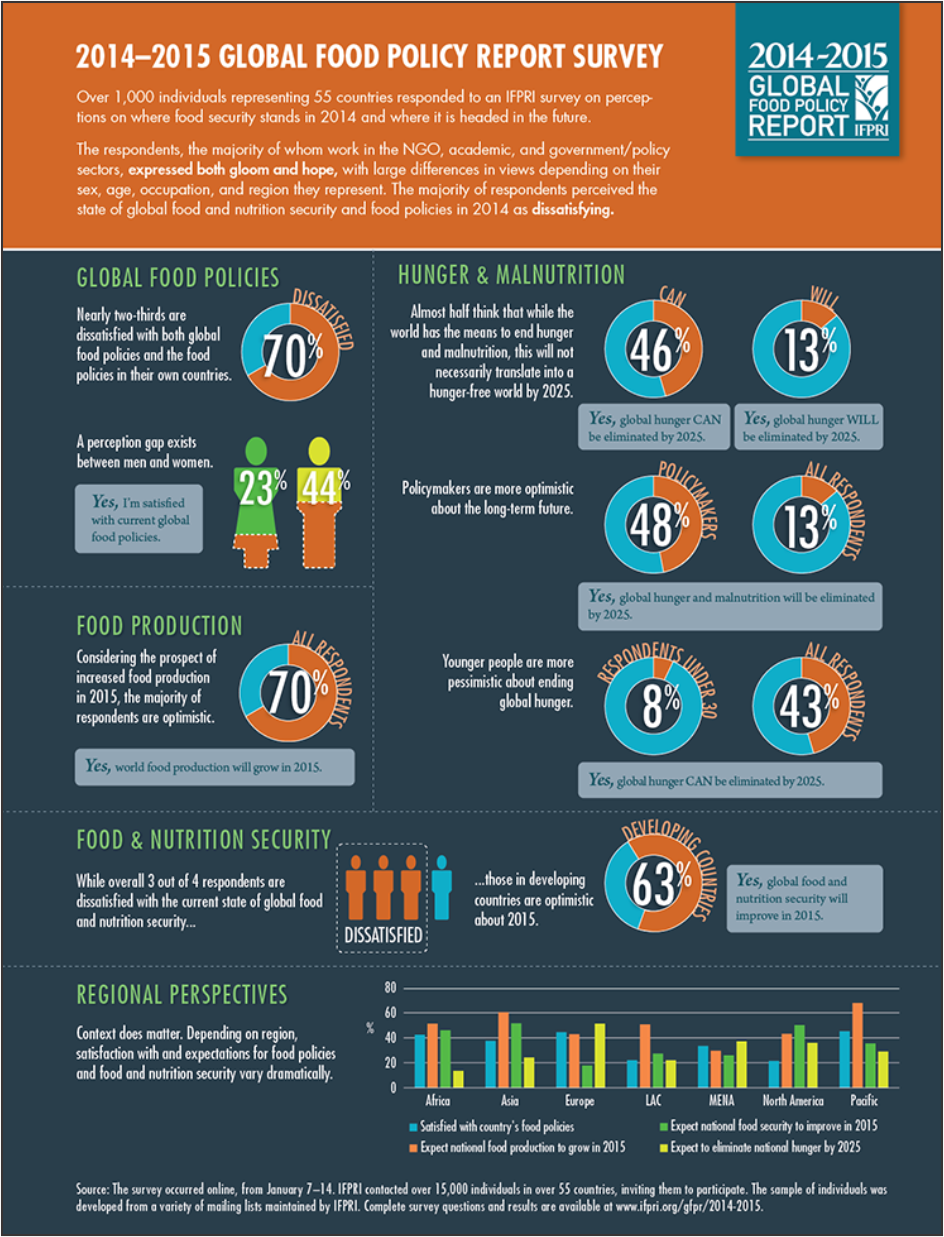 2014–2015 GLOBAL FOOD POLICY REPORT SURVEY
Over 1,000 individuals representing 55 countries responded to an IFPRI survey on percep-
tions on where food security stands in 2014 and where it is headed in the future.
The respondents, the majority of whom work in the NGO, academic, and government/policy
sectors, expressed both gloom and hope, with large differences in views depending on their
sex, age, occupation, and region they represent. The majority of respondents perceived the
state of global food and nutrition security and food policies in 2014 as dissatisfying.
2014-2015
GLOBAL
FOOD POLICY
REPORT
IFPRI
GLOBAL FOOD POLICIES
Nearly two-thirds are
dissatisfied with both global
food policies and the food
policies in their own countries.
DISSATISFIED
70%
A perception gap exists
between men and women.
Yes, I'm satisfied
with current global
food policies.
23%
44%
HUNGER & MALNUTRITION
Almost half think that while the
world has the means to end hunger
and malnutrition, this will not
necessarily translate into a
hunger-free world by 2025.
CAN
46%
Yes, global hunger CAN
be eliminated by 2025.
WILL
13%
Yes, global hunger WILL
be eliminated by 2025.
Policymakers are more optimistic
about the long-term future.
POLICYMAKERS
48%
ALL RESPONDENTS
13%
Yes, global hunger and malnutrition will be eliminated
by 2025.
Younger people are more
pessimistic about ending
global hunger.
RESPONDENTS UNDER 30
8%
ALL RESPONDENTS
43%
Yes, global hunger CAN be eliminated by 2025.
FOOD PRODUCTION
Considering the prospect of
increased food production
in 2015, the majority of
respondents are optimistic.
ALL RESPONDENTS
70%
Yes, world food production will grow in 2015.
FOOD & NUTRITION SECURITY
While overall 3 out of 4 respondents are
dissatisfied with the current state of global food
and nutrition security...
DISSATISFIED
...those in developing
countries are optimistic
about 2015.
DEVELOPING COUNTRIES
63%
Yes, global food and
nutrition security will
improve in 2015.
REGIONAL PERSPECTIVES
Context does matter. Depending on region,
satisfaction with and expectations for food policies
and food and nutrition security vary dramatically.
%
80
60
40
20
0
Africa
Asia
Europe
LAC
MENA
North America
Pacific
Satisfied with country's food policies
Expect national food security to improve in 2015
Expect national food production to grow in 2015
Expect to eliminate national hunger by 2025
Source: The survey occurred online, from January 7–14. IFPRI contacted over 15,000 individuals in over 55 countries, inviting them to participate. The sample of individuals was
developed from a variety of mailing lists maintained by IFPRI. Complete survey questions and results are available at www.ifpri.org/gfpr/2014-2015.